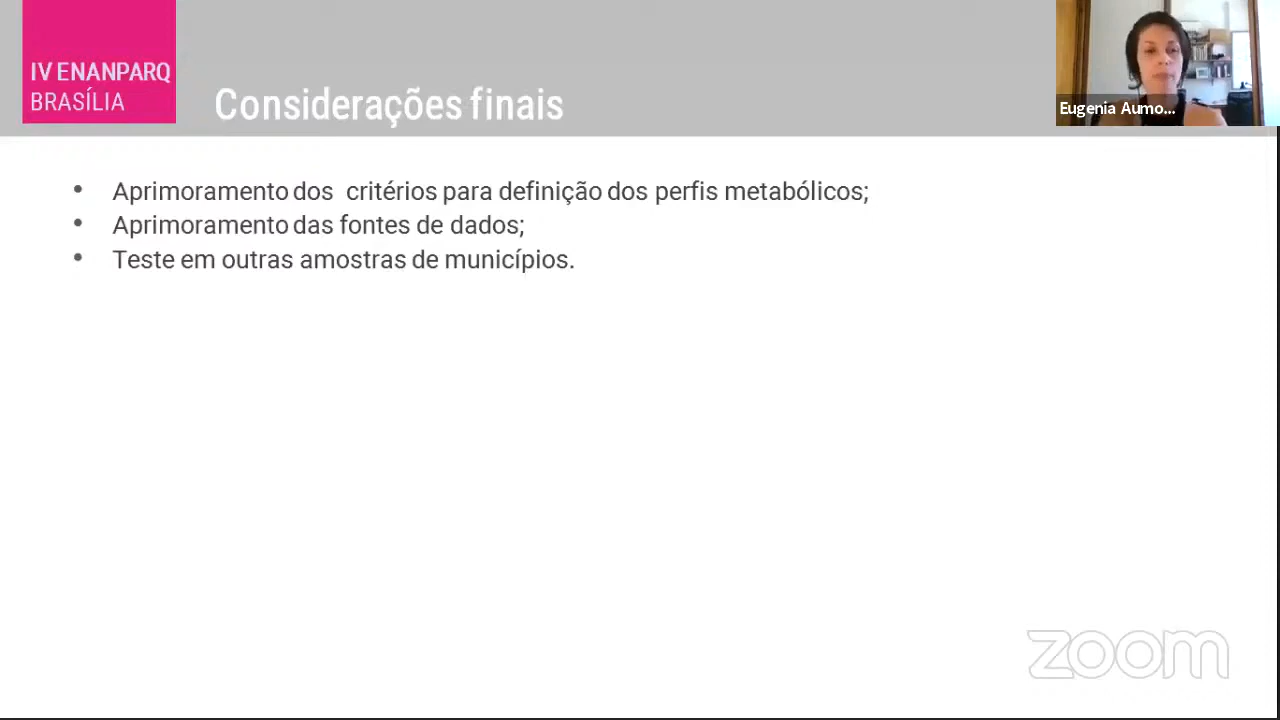 IV ENANPARQ
BRASÍLIA
Considerações finais
Eugenia Aumo...
• Aprimoramento dos critérios para definição dos perfis metabólicos;
• Aprimoramento das fontes de dados;
• Teste em outras amostras de municípios.
zoom